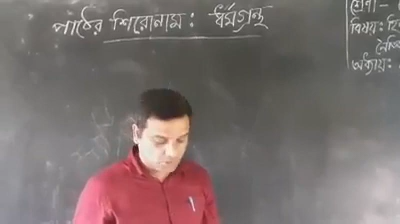 পাঠের শিরোনাম : ধর্মগ্রন্থ
শ্রেণী -
বিষয় : হি
নৈতি
অধ্যায় :